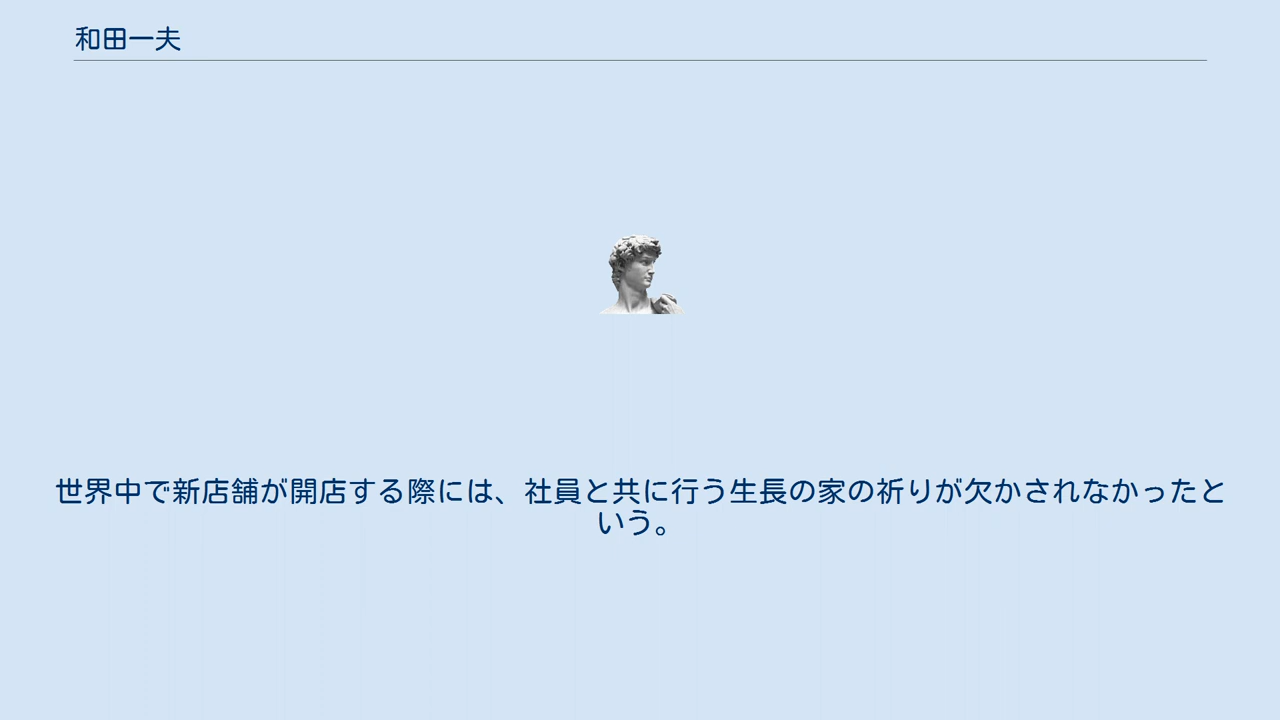 和田一夫
世界中で新店舗が開店する際には、社員と共に行う生長の家の祈りが欠かされなかったと
いう。